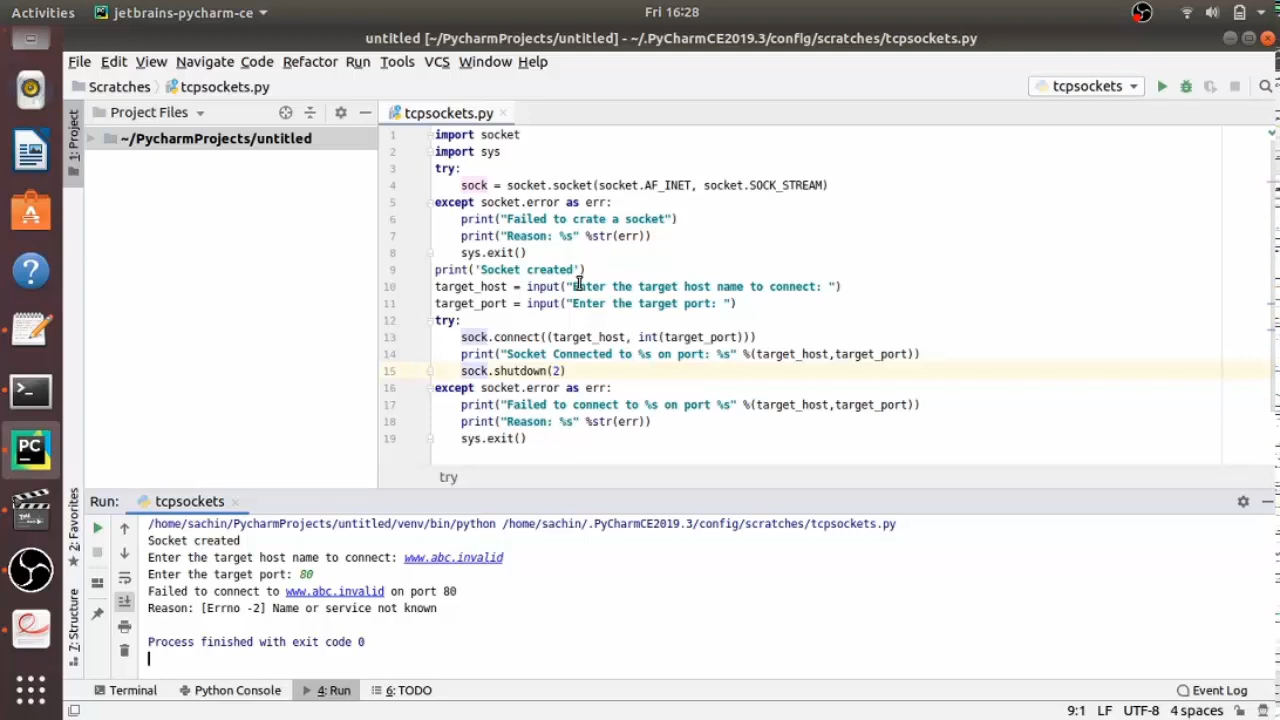 Activities jetbrains-pycharm-ce Fri 16:28
untitled [~/PycharmProjects/untitled] - ~/.PyCharmCE2019.3/config/scratches/tcpsockets.py
File Edit View Navigate Code Refactor Run Tools VCS Window Help
Scratches tcpsockets.py tcpsockets
1: Project
Project Files
~/PycharmProjects/untitled
tcpsockets.py
1 import socket
2 import sys
3 try:
4 sock = socket.socket(socket.AF_INET, socket.SOCK_STREAM)
5 except socket.error as err:
6 print("Failed to crate a socket")
7 print("Reason: %s" %str(err))
8 sys.exit()
9 print('Socket created')
10 target_host = input("Enter the target host name to connect: ")
11 target_port = input("Enter the target port: ")
12 try:
13 sock.connect((target_host, int(target_port)))
14 print("Socket Connected to %s on port: %s" %(target_host,target_port))
15 sock.shutdown(2)
16 except socket.error as err:
17 print("Failed to connect to %s on port %s" %(target_host,target_port))
18 print("Reason: %s" %str(err))
19 sys.exit()
try
2: Favorites
7: Structure
Run: tcpsockets
/home/sachin/PycharmProjects/untitled/venv/bin/python /home/sachin/.PyCharmCE2019.3/config/scratches/tcpsockets.py
Socket created
Enter the target host name to connect: www.abc.invalid
Enter the target port: 80
Failed to connect to www.abc.invalid on port 80
Reason: [Errno -2] Name or service not known
Process finished with exit code 0
Terminal Python Console 4: Run 6: TODO Event Log
9:1 LF UTF-8 4 spaces
PC